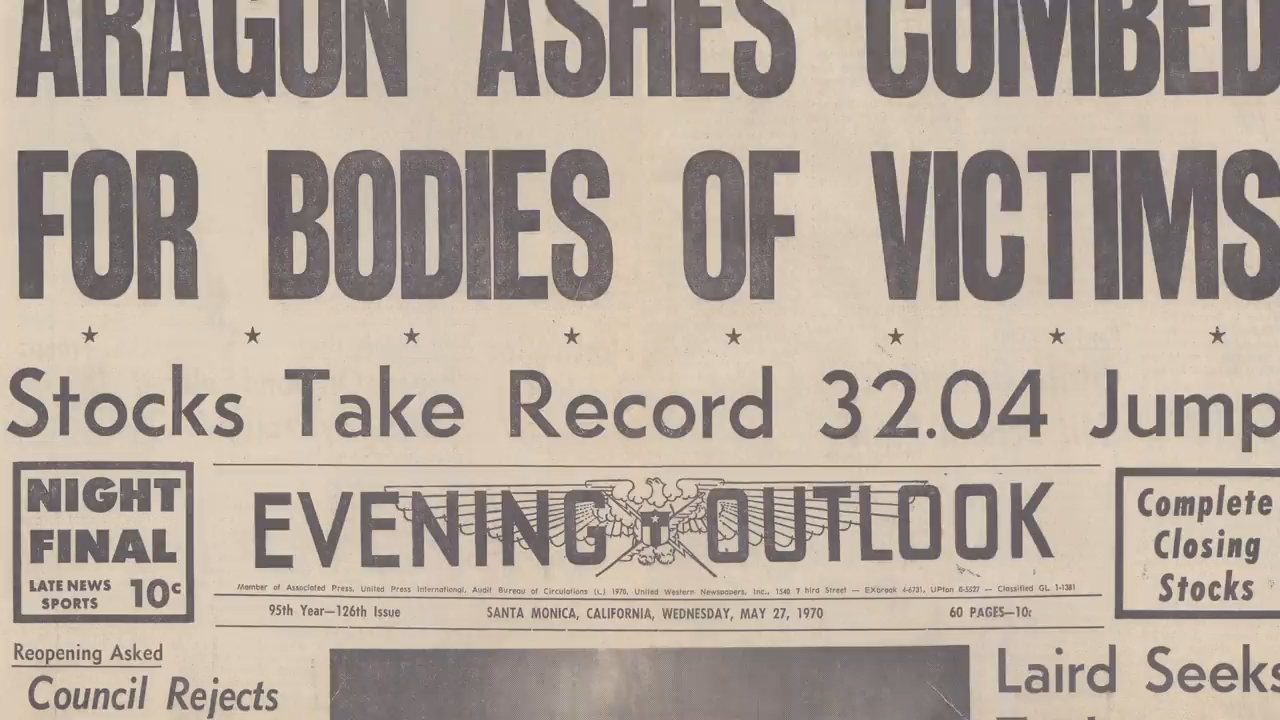 ARAGON ASHES COMBED
FOR BODIES OF VICTIMS
Stocks Take Record 32.04 Jump
NIGHT
FINAL
LATE NEWS
SPORTS
10c
EVENING OUTLOOK
Member of Associated Press, United Press International, Audit Bureau of Circulations (c.) 1970, United Western Newspapers, Inc., 1540 7 hird Street — EXbrook 4-6731, UPton 0-5527 — Classified GL 1-1381
95th Year—126th Issue SANTA MONICA, CALIFORNIA, WEDNESDAY, MAY 27, 1970 60 PAGES—10c
Complete
Closing
Stocks
Reopening Asked
Council Rejects
Laird Seeks